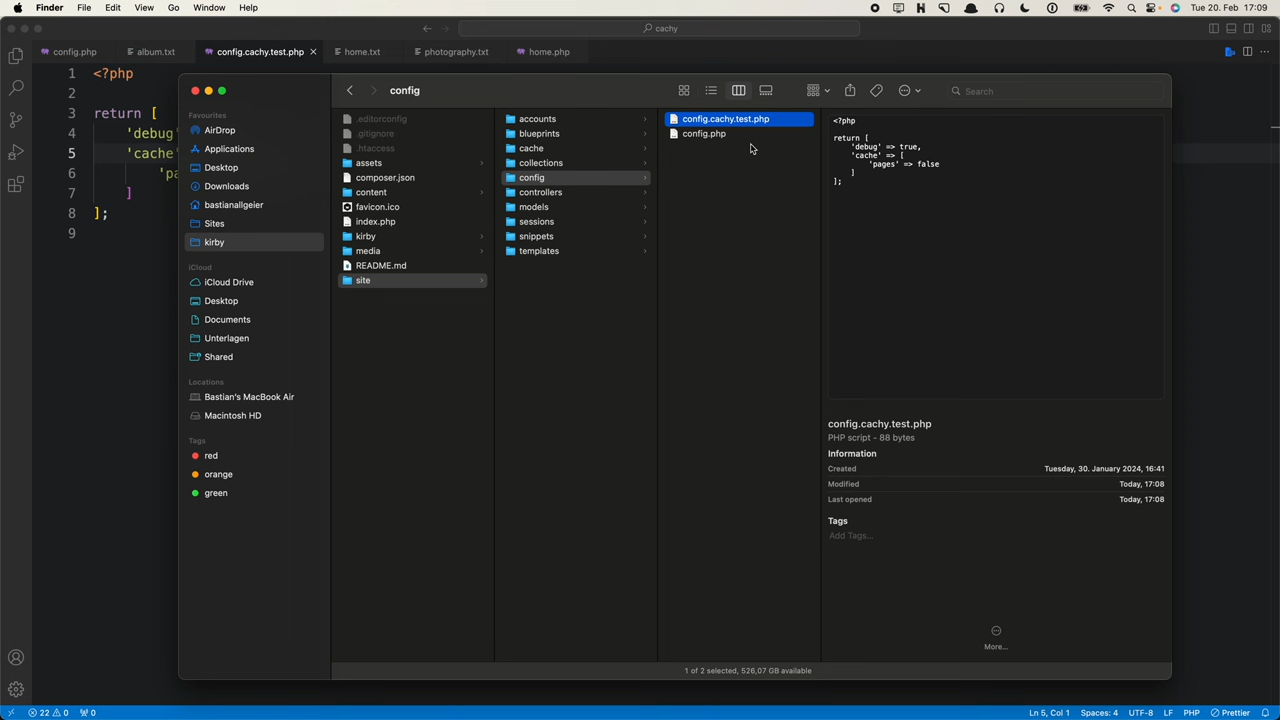 Finder File Edit View Go Window Help
Tue 20. Feb 17:09
cachy
config.php
album.txt
config.cachy.test.php
home.txt
photography.txt
home.php
1 <?php
2
3 return [
4 'debug'
5 'cache'
6 'pa
7 ]
8 ];
9
config
Search
Favourites
AirDrop
Applications
Desktop
Downloads
bastianallgeier
Sites
kirby
iCloud
iCloud Drive
Desktop
Documents
Unterlagen
Shared
Locations
Bastian's MacBook Air
Macintosh HD
Tags
red
orange
green
.editorconfig
.gitignore
.htaccess
assets
composer.json
content
favicon.ico
index.php
kirby
media
README.md
site
accounts
blueprints
cache
collections
config
controllers
models
sessions
snippets
templates
config.cachy.test.php
config.php
<?php
return [
'debug' => true,
'cache' => [
'pages' => false
]
];
config.cachy.test.php
PHP script - 88 bytes
Information
Created Tuesday, 30. January 2024, 16:41
Modified Today, 17:08
Last opened Today, 17:08
Tags
Add Tags...
More...
1 of 2 selected, 526,07 GB available
22 0 0
Ln 5, Col 1 Spaces: 4 UTF-8 LF PHP Prettier